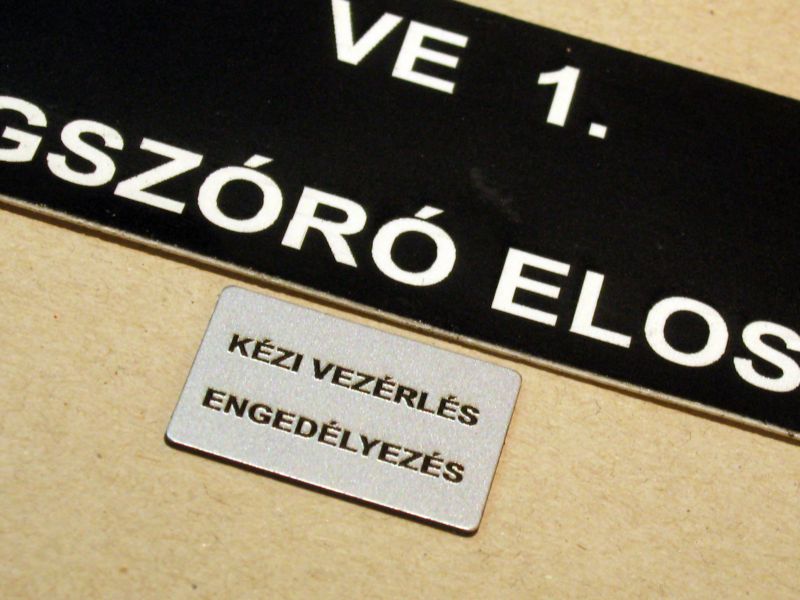 VE 1.
GSZÓRÓ ELOS
KÉZI VEZÉRLÉS
ENGEDÉLYEZÉS